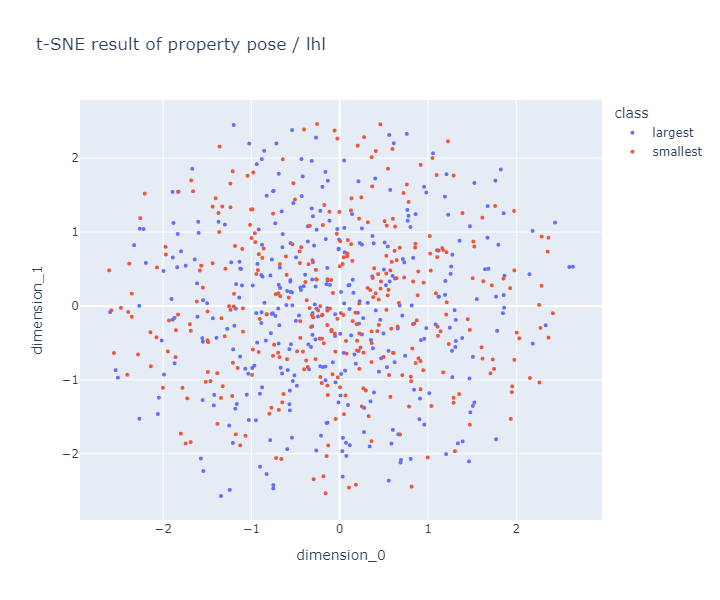 t-SNE result of property pose / lhl
class
largest
smallest
2
1
0
−1
−2
dimension_1
−2
−1
0
1
2
dimension_0